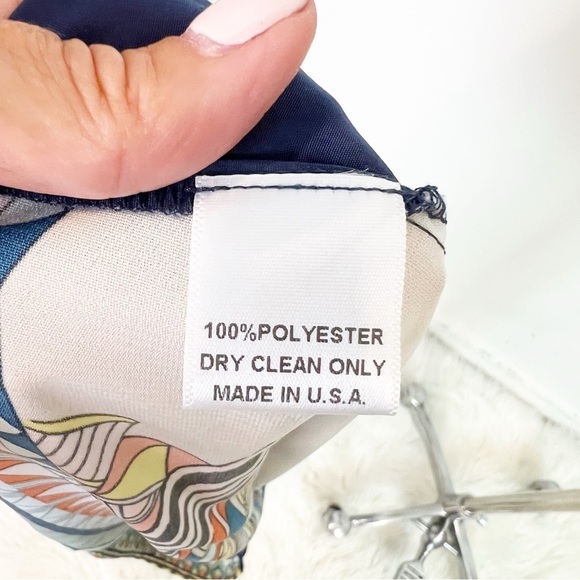 100%POLYESTER
DRY CLEAN ONLY
MADE IN U.S.A.